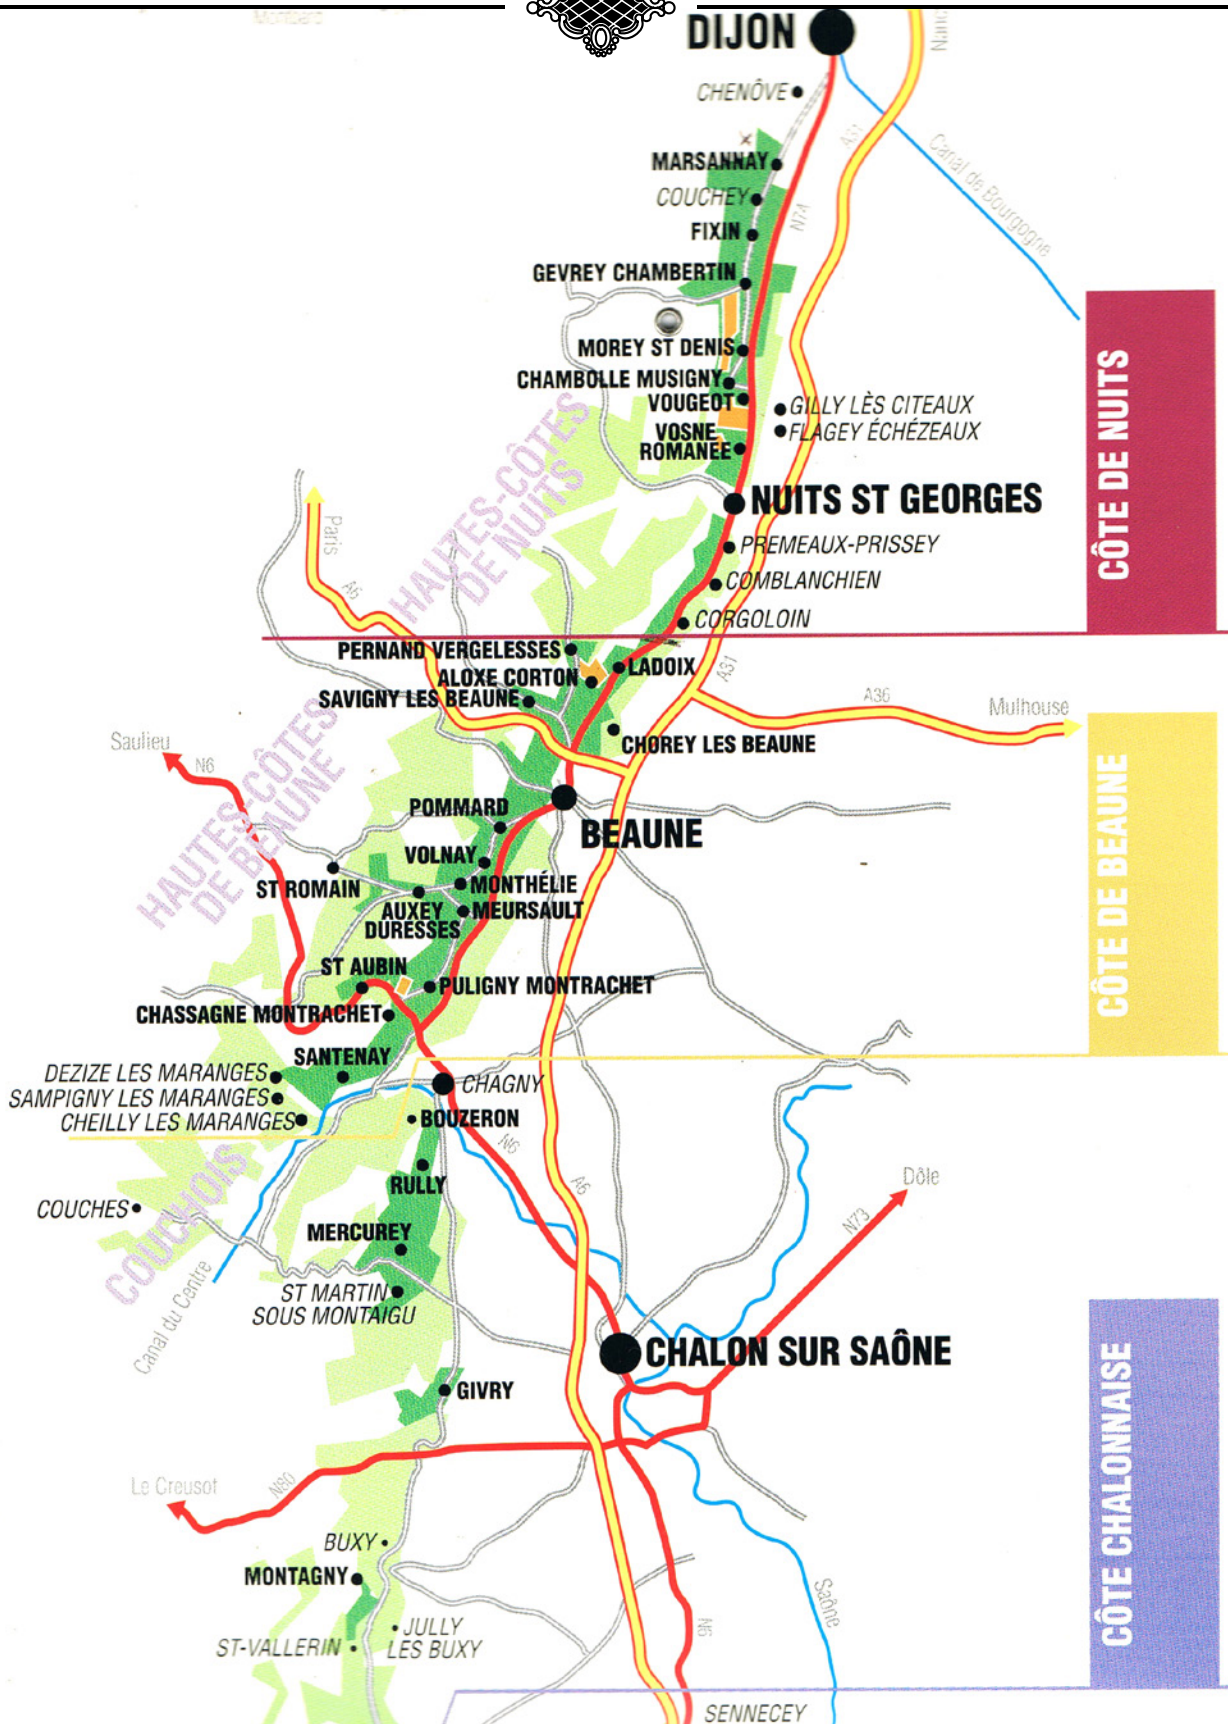 Montbard
DIJON
Nanc
CHENÔVE
A31
Canal de Bourgogne
MARSANNAY
COUCHEY
N74
FIXIN
GEVREY CHAMBERTIN
MOREY ST DENIS
CHAMBOLLE MUSIGNY
VOUGEOT
GILLY LÈS CITEAUX
FLAGEY ÉCHÉZEAUX
VOSNE
ROMANÉE
CÔTE DE NUITS
HAUTES-CÔTES
DE NUITS
NUITS ST GEORGES
Paris
PREMEAUX-PRISSEY
A6
COMBLANCHIEN
CORGOLOIN
PERNAND VERGELESSES
LADOIX
ALOXE CORTON
A31
SAVIGNY LES BEAUNE
A36
Mulhouse
CHOREY LES BEAUNE
Saulieu
N6
HAUTES-CÔTES
DE BEAUNE
POMMARD
BEAUNE
VOLNAY
CÔTE DE BEAUNE
ST ROMAIN
MONTHÉLIE
AUXEY
DURESSES
MEURSAULT
ST AUBIN
PULIGNY MONTRACHET
CHASSAGNE MONTRACHET
SANTENAY
DEZIZE LES MARANGES
CHAGNY
SAMPIGNY LES MARANGES
CHEILLY LES MARANGES
BOUZERON
N6
A6
RULLY
Dôle
COUCHOIS
COUCHES
N73
MERCUREY
Canal du Centre
ST MARTIN
SOUS MONTAIGU
CHALON SUR SAÔNE
GIVRY
CÔTE CHALONNAISE
Le Creusot
N80
BUXY
MONTAGNY
Saône
JULLY
LES BUXY
ST-VALLERIN
N6
SENNECEY